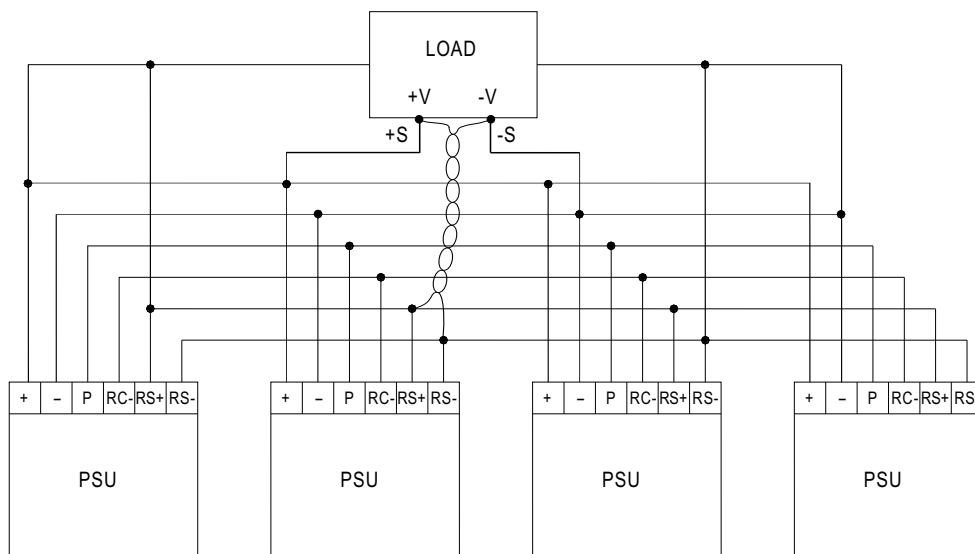 LOAD
+V -V
+S -S
+ – P RC- RS+ RS- + – P RC- RS+ RS- + – P RC- RS+ RS- + – P RC- RS+ RS
PSU PSU PSU PSU